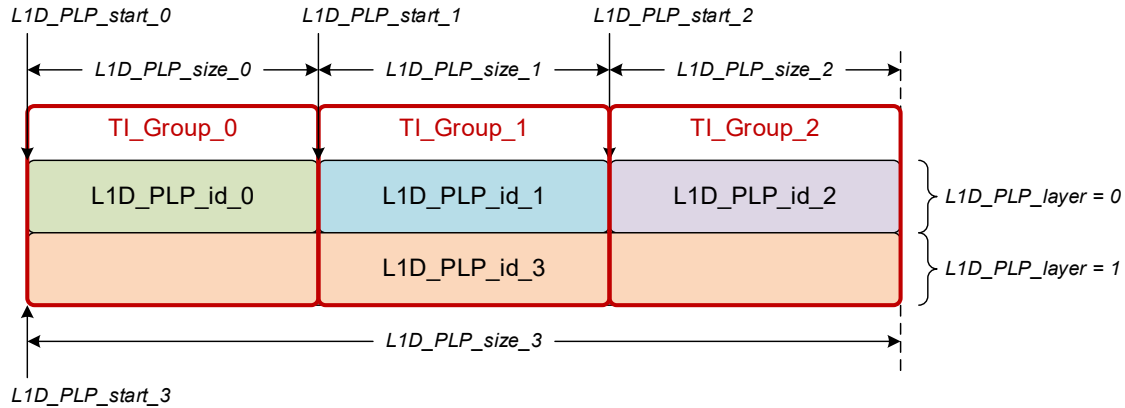 L1D_PLP_start_0 L1D_PLP_start_1 L1D_PLP_start_2
L1D_PLP_size_0 L1D_PLP_size_1 L1D_PLP_size_2
TI_Group_0 TI_Group_1 TI_Group_2
L1D_PLP_id_0 L1D_PLP_id_1 L1D_PLP_id_2 L1D_PLP_layer = 0
L1D_PLP_id_3 L1D_PLP_layer = 1
L1D_PLP_size_3
L1D_PLP_start_3